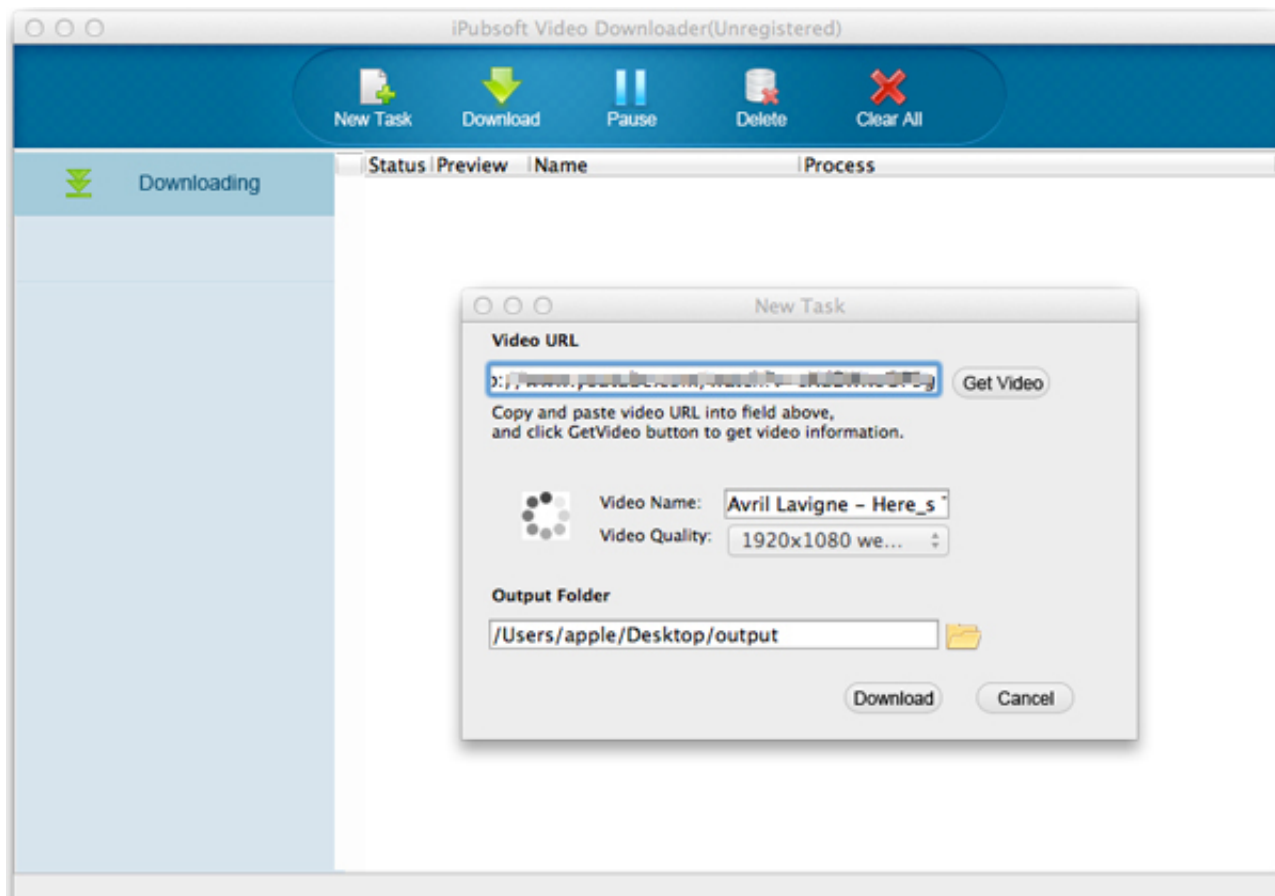 iPubsoft Video Downloader(Unregistered)
New Task Download Pause Delete Clear All
Downloading
Status Preview Name Process
New Task
Video URL
Get Video
Copy and paste video URL into field above,
and click GetVideo button to get video information.
Video Name: Avril Lavigne – Here_s
Video Quality: 1920x1080 we...
Output Folder
/Users/apple/Desktop/output
Download Cancel